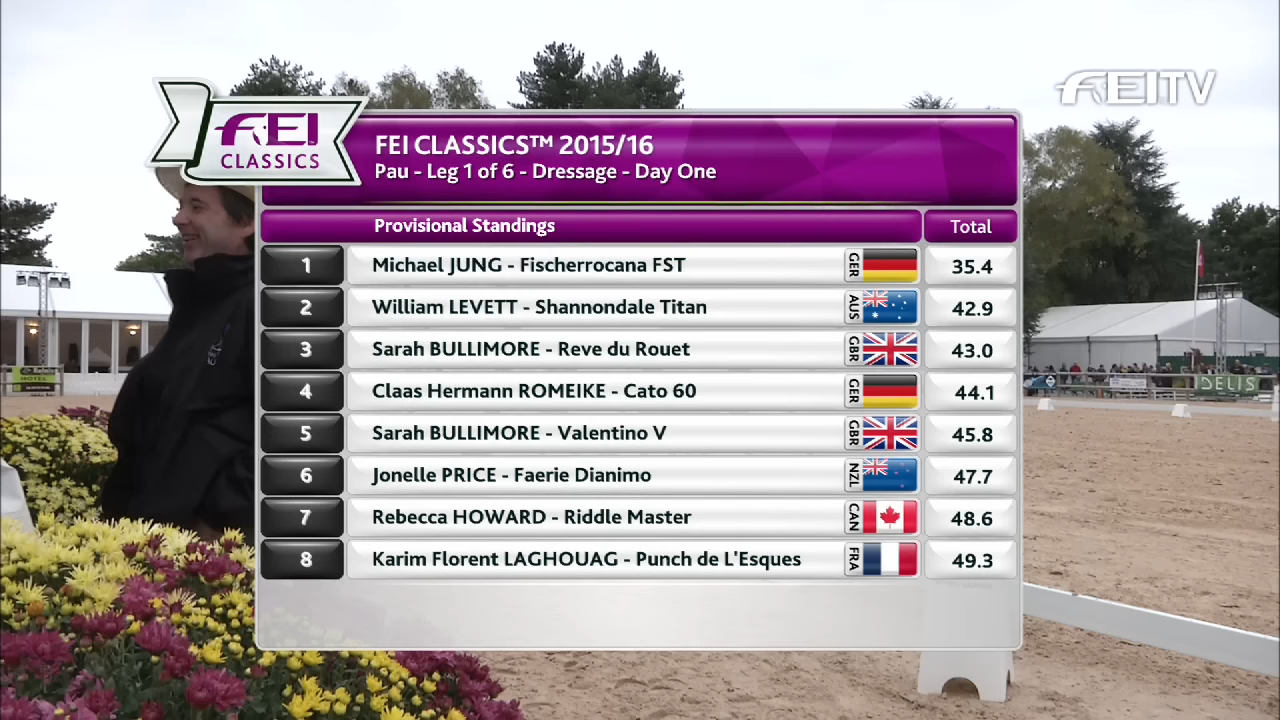 FEITV
FEI
CLASSICS
FEI CLASSICS™ 2015/16
Pau - Leg 1 of 6 - Dressage - Day One
Provisional Standings Total
1 Michael JUNG - Fischerrocana FST GER 35.4
2 William LEVETT - Shannondale Titan AUS 42.9
3 Sarah BULLIMORE - Reve du Rouet GBR 43.0
4 Claas Hermann ROMEIKE - Cato 60 GER 44.1
5 Sarah BULLIMORE - Valentino V GBR 45.8
6 Jonelle PRICE - Faerie Dianimo NZL 47.7
7 Rebecca HOWARD - Riddle Master CAN 48.6
8 Karim Florent LAGHOUAG - Punch de L'Esques FRA 49.3
HOTEL
DELIS